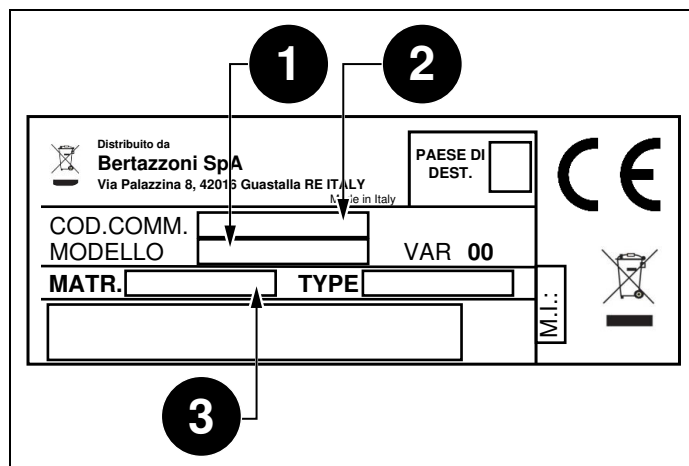 1 2
Distribuito da
Bertazzoni SpA
Via Palazzina 8, 42016 Guastalla RE ITALY
Made in Italy
PAESE DI
DEST.
CE
COD.COMM.
MODELLO
VAR 00
MATR.
TYPE
M.I.:
3